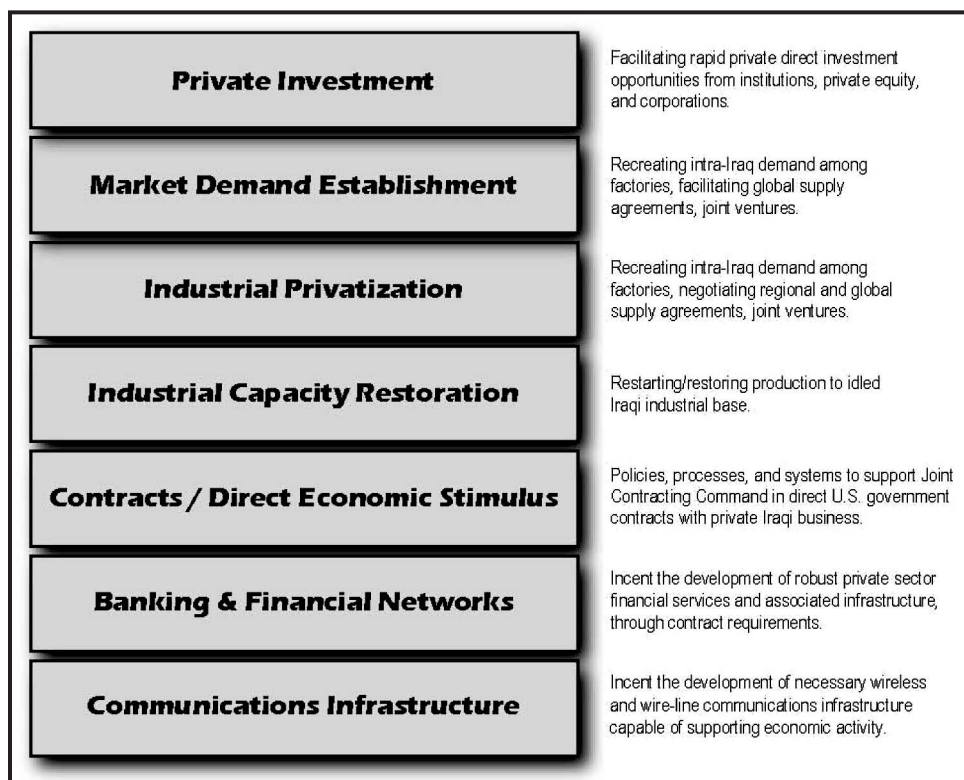 Private Investment
Facilitating rapid private direct investment
opportunities from institutions, private equity,
and corporations.
Market Demand Establishment
Recreating intra-Iraq demand among
factories, facilitating global supply
agreements, joint ventures.
Industrial Privatization
Recreating intra-Iraq demand among
factories, negotiating regional and global
supply agreements, joint ventures.
Industrial Capacity Restoration
Restarting/restoring production to idled
Iraqi industrial base.
Contracts / Direct Economic Stimulus
Policies, processes, and systems to support Joint
Contracting Command in direct U.S. government
contracts with private Iraqi business.
Banking & Financial Networks
Incent the development of robust private sector
financial services and associated infrastructure,
through contract requirements.
Communications Infrastructure
Incent the development of necessary wireless
and wire-line communications infrastructure
capable of supporting economic activity.